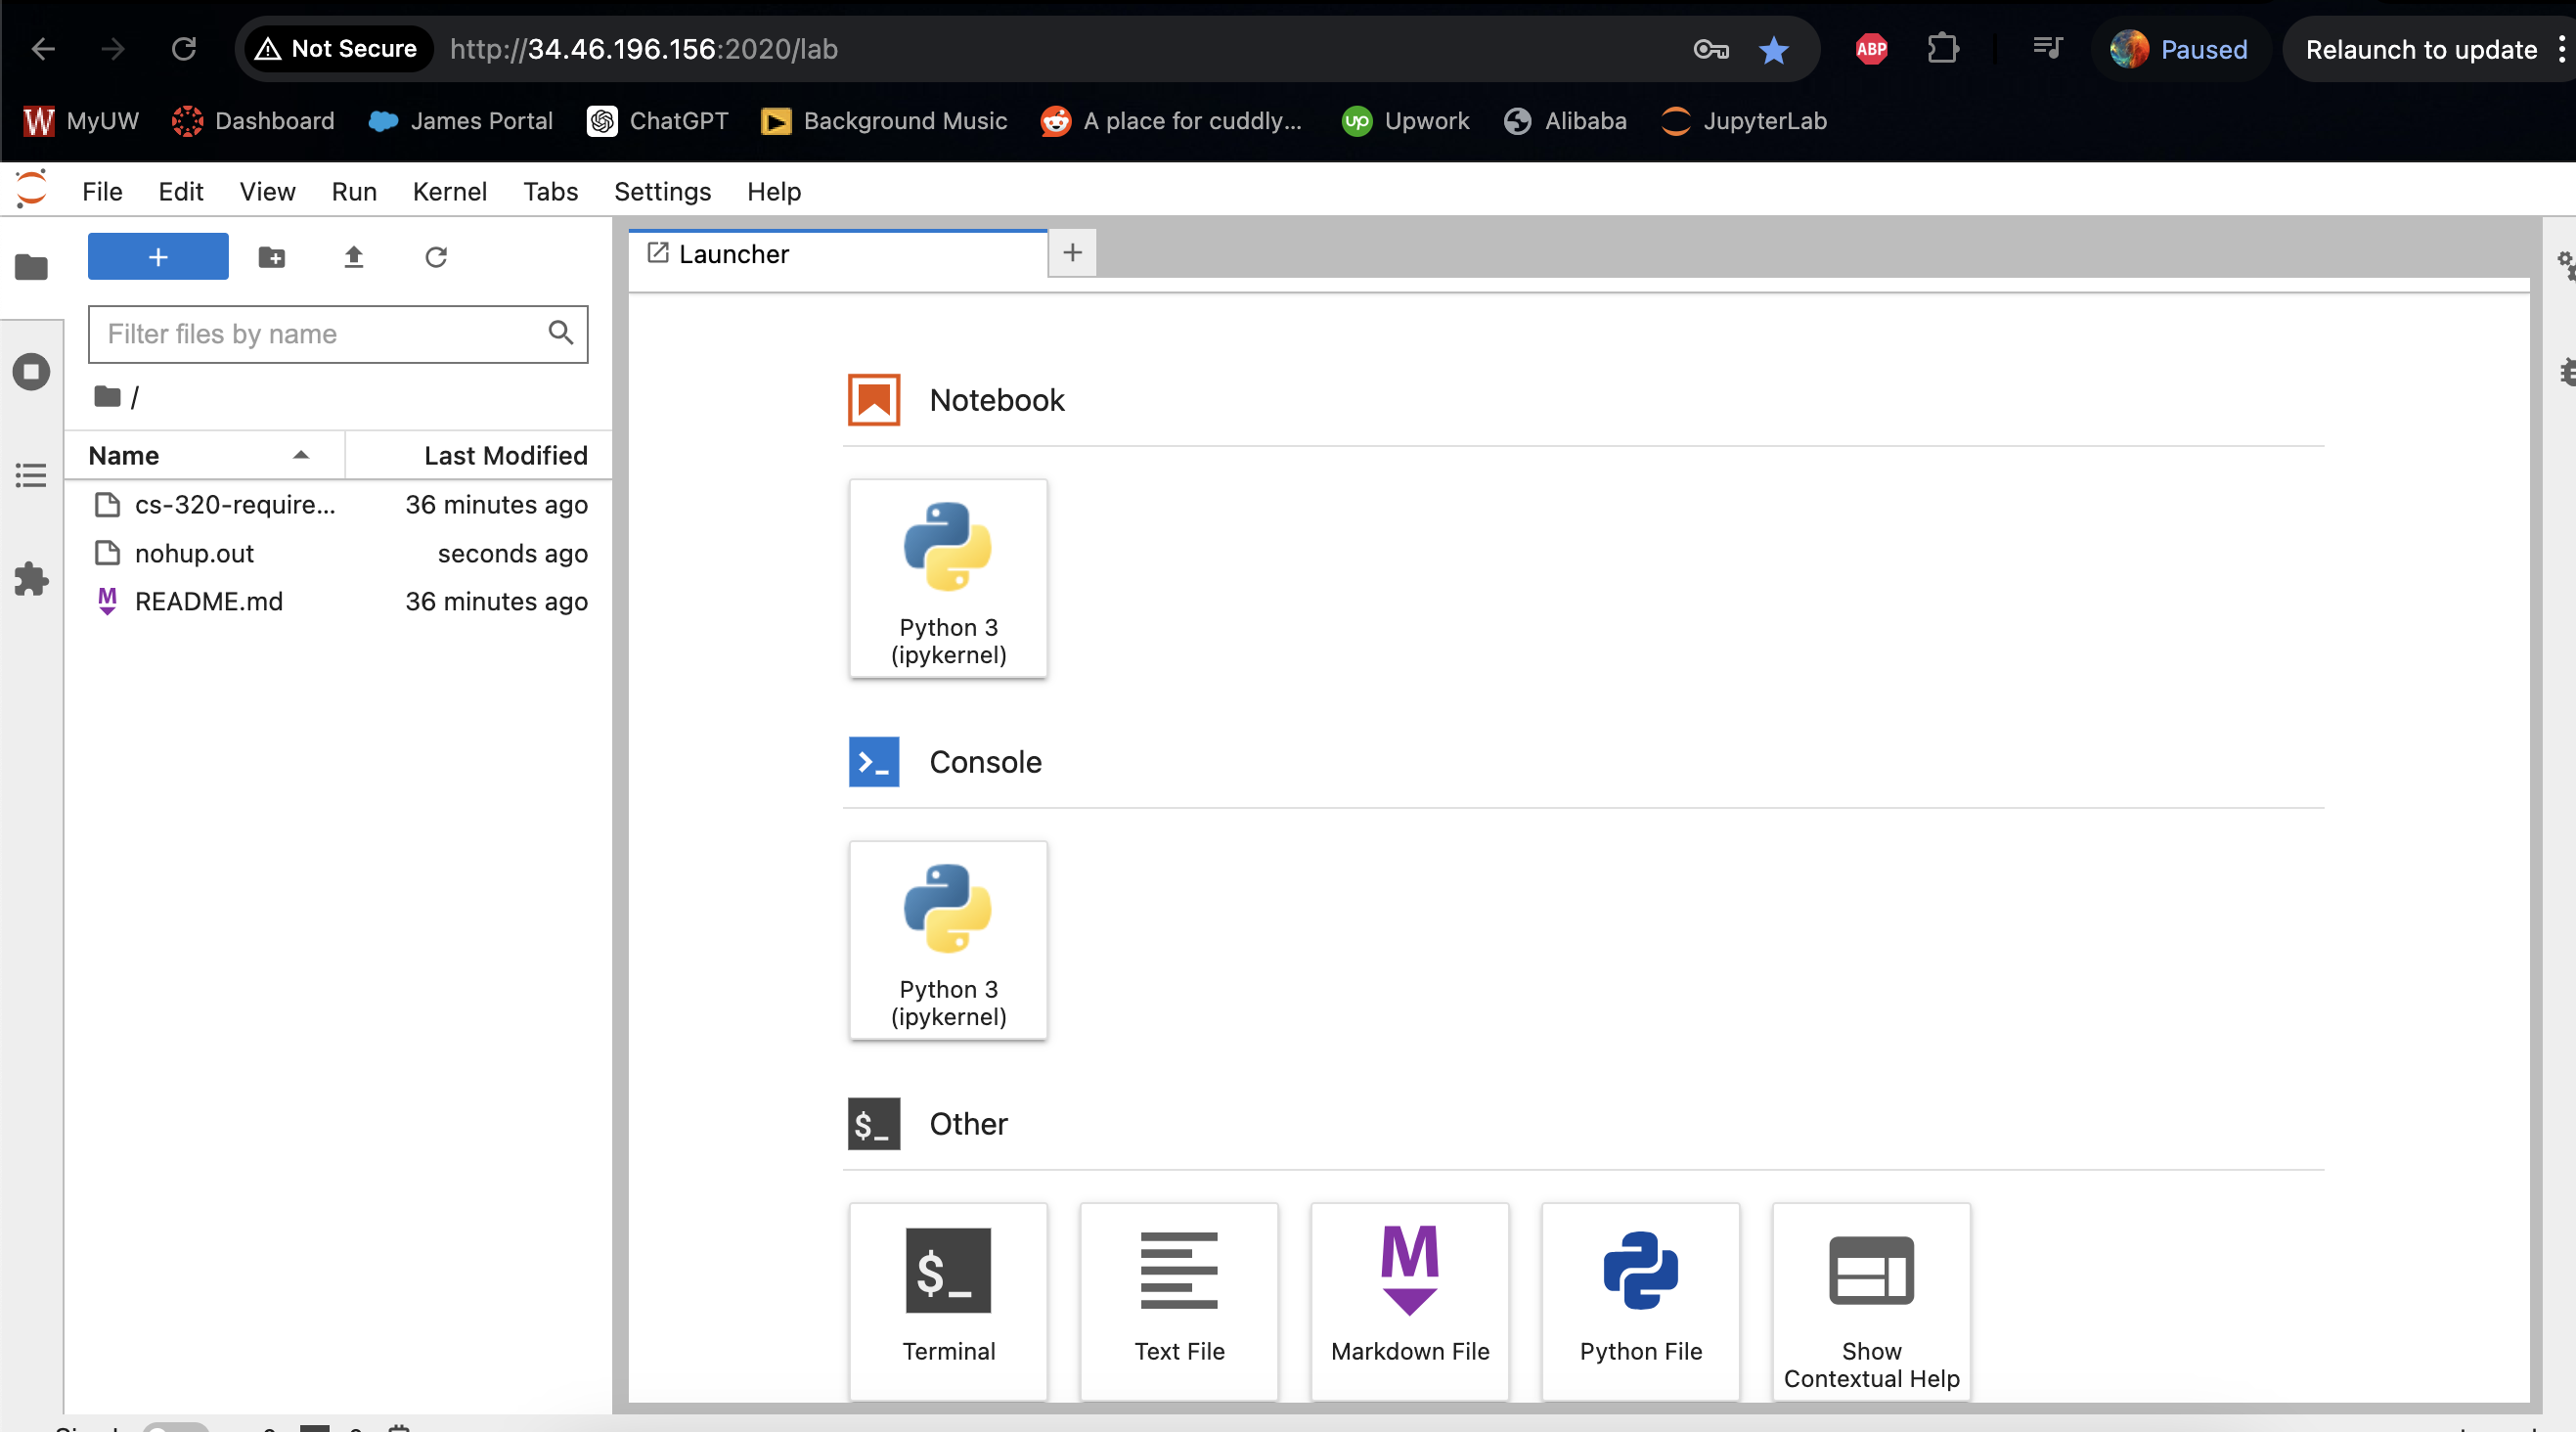 Not Secure http://34.46.196.156:2020/lab ABP Paused Relaunch to update
W MyUW Dashboard James Portal ChatGPT Background Music A place for cuddly... up Upwork Alibaba JupyterLab
File Edit View Run Kernel Tabs Settings Help
+
Launcher +
Filter files by name
/
Name Last Modified
cs-320-require... 36 minutes ago
nohup.out seconds ago
M README.md 36 minutes ago
Notebook
Python 3
(ipykernel)
>_ Console
Python 3
(ipykernel)
$_ Other
$_
Terminal
Text File
M
Markdown File
Python File
Show
Contextual Help